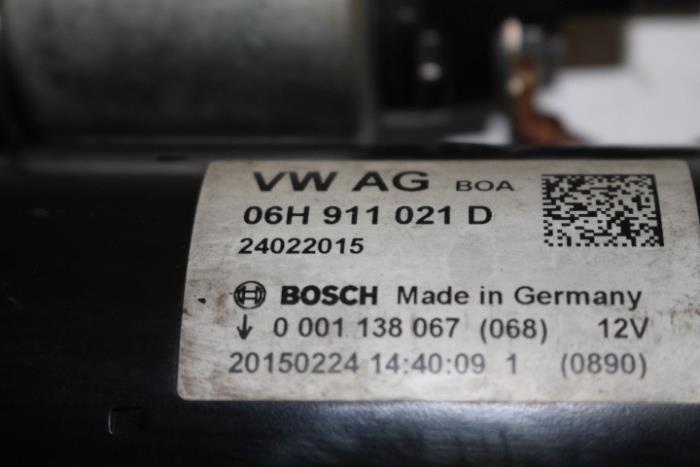 VW AG BOA
06H 911 021 D
24022015
BOSCH Made in Germany
↓ 0 001 138 067 (068) 12V
20150224 14:40:09 1 (0890)